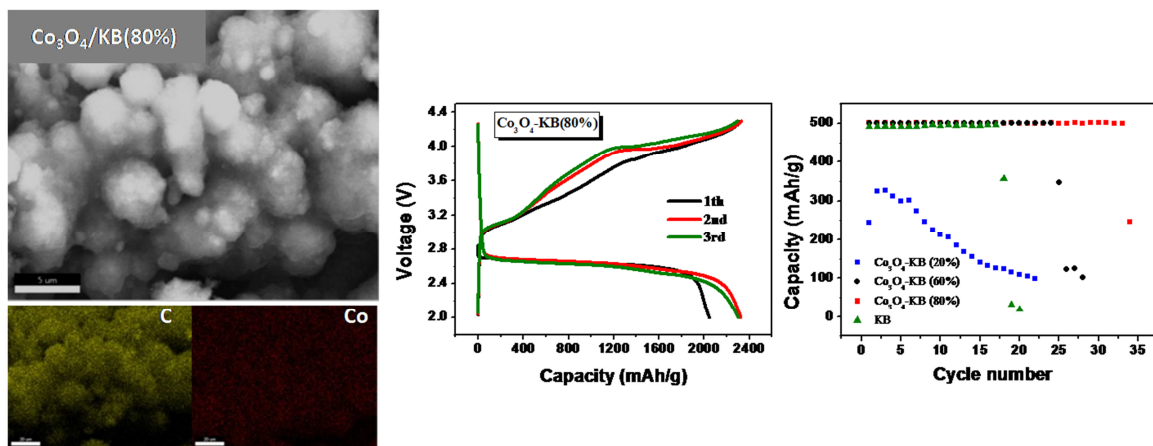 Co₃O₄/KB(80%)
5 μm
C
Co
Co₃O₄-KB(80%)
1th
2nd
3rd
4.4
4.0
3.6
3.2
2.8
2.4
2.0
Voltage (V)
0 400 800 1200 1600 2000 2400
Capacity (mAh/g)
500
400
300
200
100
0
Capacity (mAh/g)
Co₃O₄-KB (20%)
Co₃O₄-KB (60%)
Co₃O₄-KB (80%)
KB
0 5 10 15 20 25 30 35 40
Cycle number